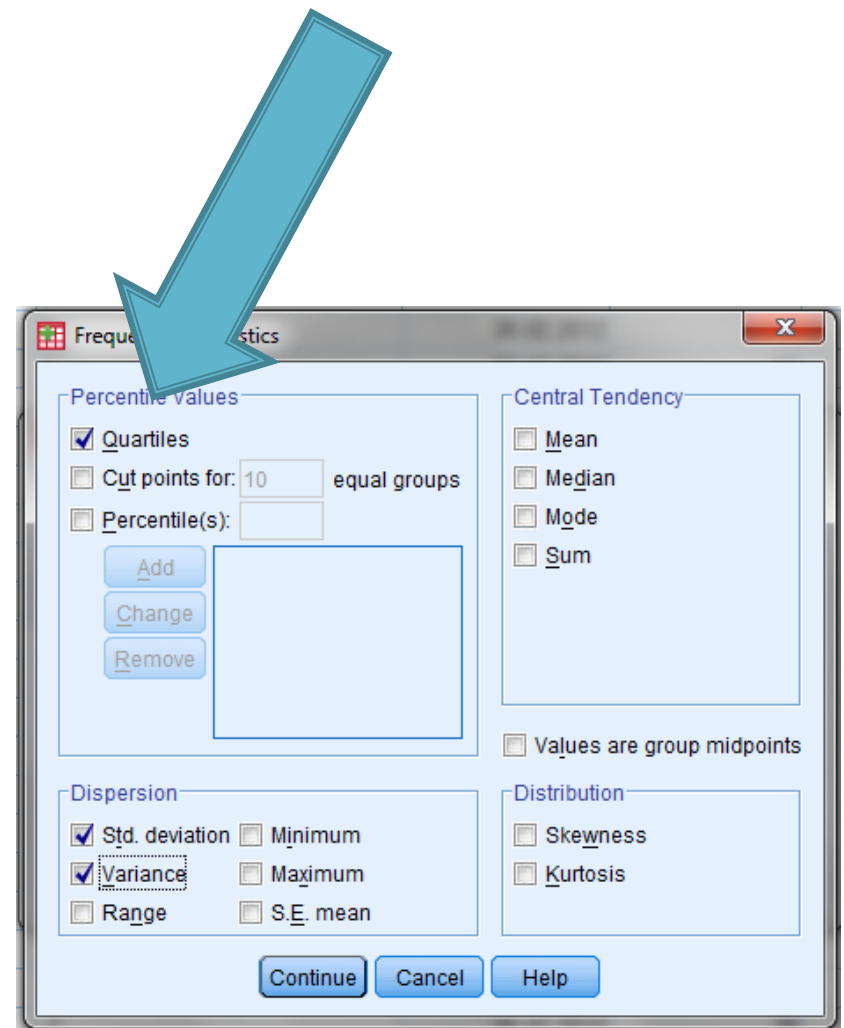 Freque stics
Percentile Values
Quartiles
Cut points for: 10 equal groups
Percentile(s):
Add
Change
Remove
Central Tendency
Mean
Median
Mode
Sum
Values are group midpoints
Dispersion
Std. deviation Minimum
Variance Maximum
Range S.E. mean
Distribution
Skewness
Kurtosis
Continue Cancel Help